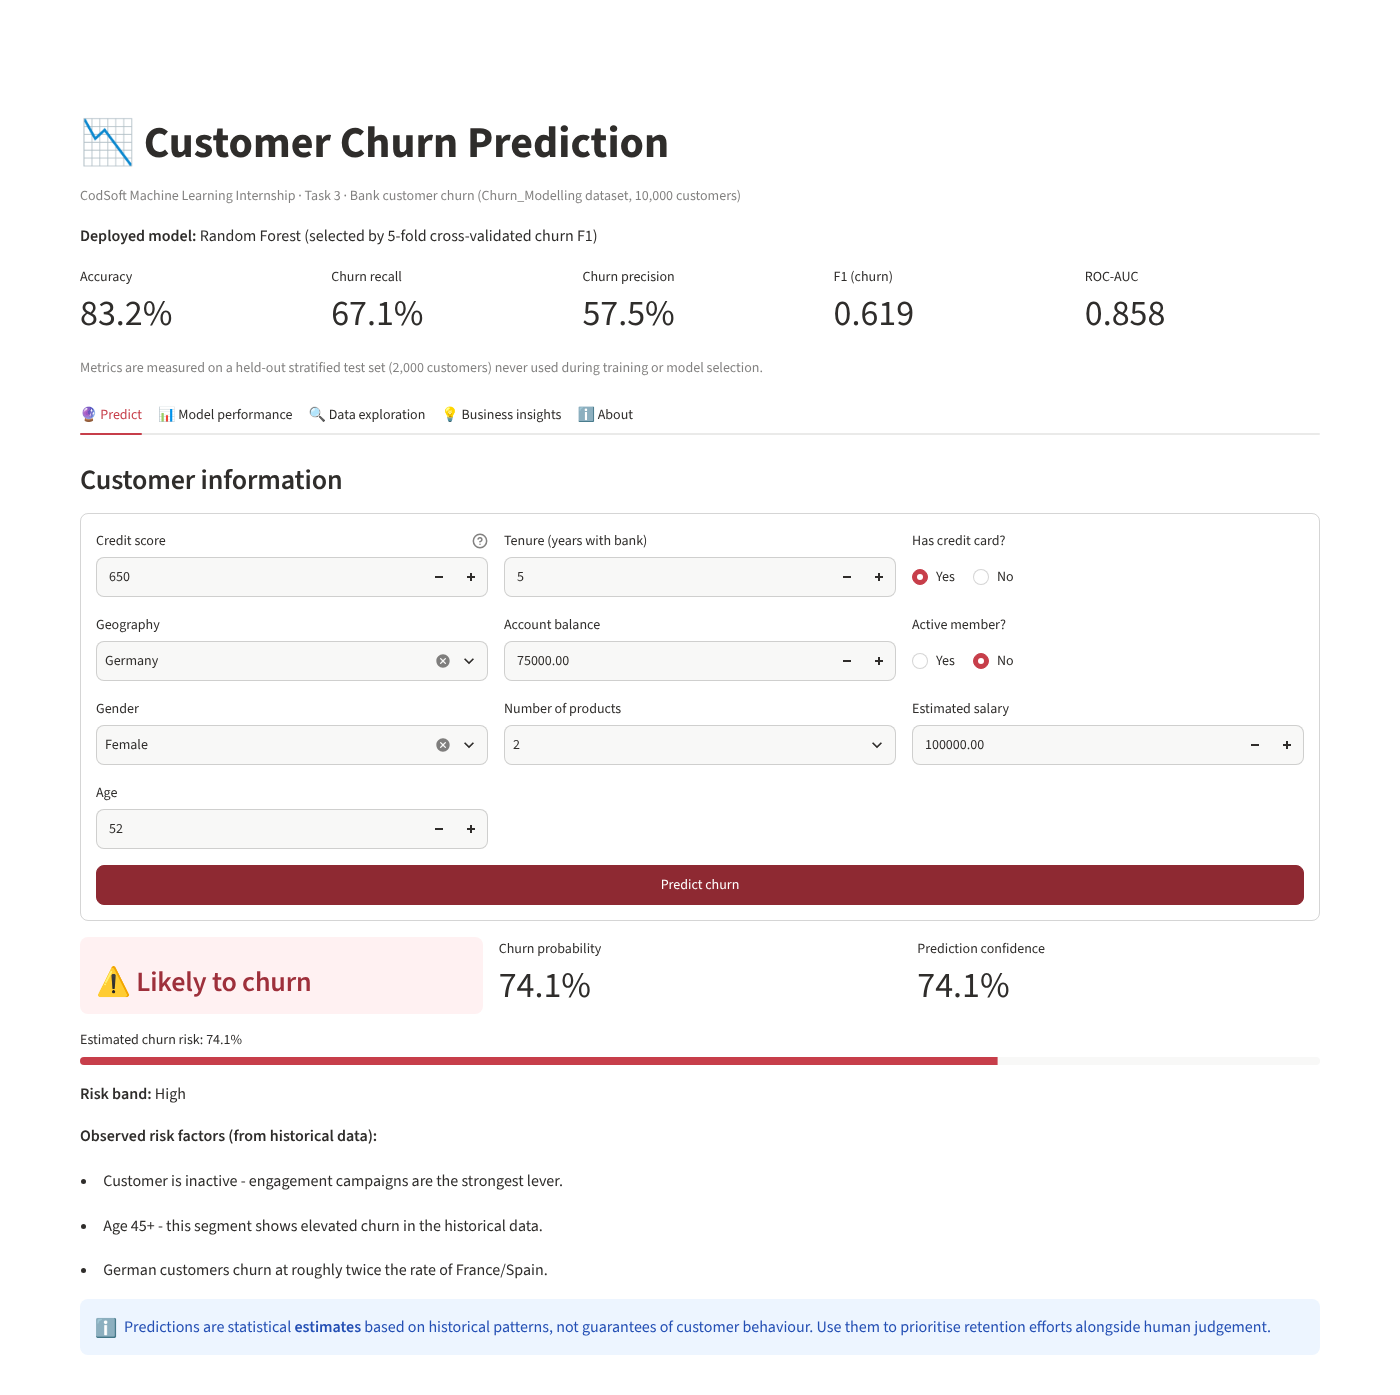 Customer Churn Prediction
CodSoft Machine Learning Internship · Task 3 · Bank customer churn (Churn_Modelling dataset, 10,000 customers)
Deployed model: Random Forest (selected by 5-fold cross-validated churn F1)
Accuracy Churn recall Churn precision F1 (churn) ROC-AUC
83.2% 67.1% 57.5% 0.619 0.858
Metrics are measured on a held-out stratified test set (2,000 customers) never used during training or model selection.
Predict Model performance Data exploration Business insights About
Customer information
Credit score Tenure (years with bank) Has credit card?
650 5 Yes No
Geography Account balance Active member?
Germany 75000.00 Yes No
Gender Number of products Estimated salary
Female 2 100000.00
Age
52
Predict churn
Likely to churn
Churn probability
74.1%
Prediction confidence
74.1%
Estimated churn risk: 74.1%
Risk band: High
Observed risk factors (from historical data):
• Customer is inactive - engagement campaigns are the strongest lever.
• Age 45+ - this segment shows elevated churn in the historical data.
• German customers churn at roughly twice the rate of France/Spain.
Predictions are statistical estimates based on historical patterns, not guarantees of customer behaviour. Use them to prioritise retention efforts alongside human judgement.